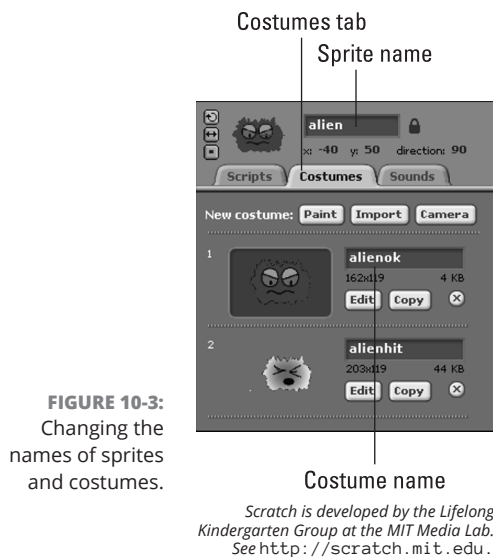 Costumes tab
Sprite name
alien
x: -40 y: 50 direction: 90
Scripts Costumes Sounds
New costume: Paint Import Camera
1
alienok
162x119 4 KB
Edit Copy
2
alienhit
203x119 44 KB
Edit Copy
FIGURE 10-3:
Changing the
names of sprites
and costumes.
Costume name
Scratch is developed by the Lifelong
Kindergarten Group at the MIT Media Lab.
See http://scratch.mit.edu.